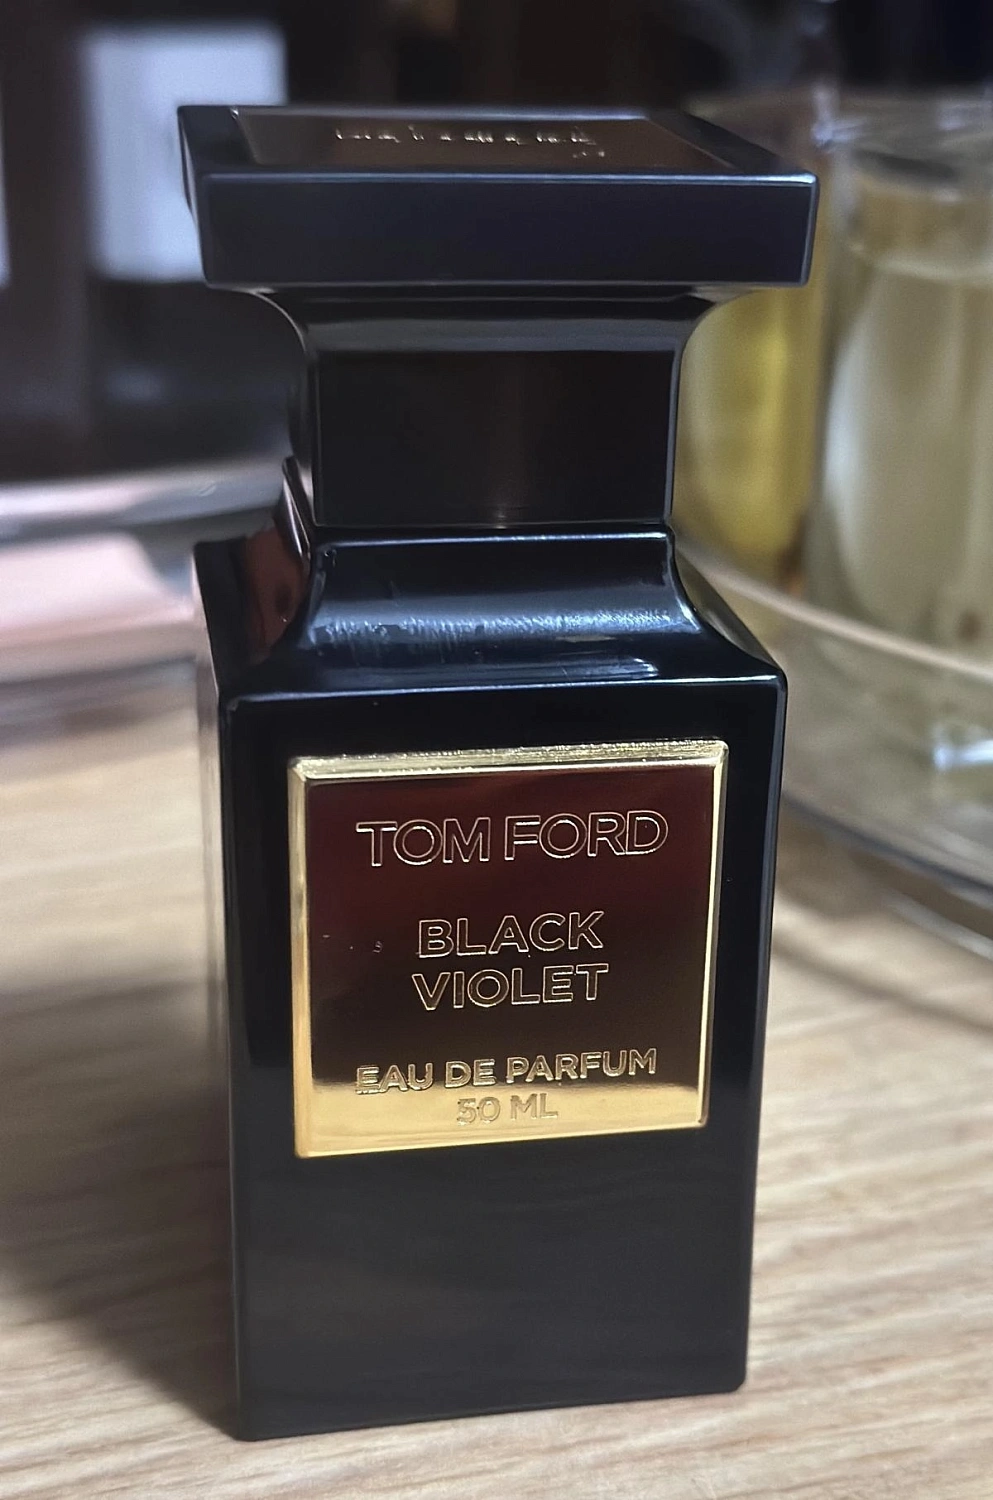 TOM FORD
BLACK
VIOLET
EAU DE PARFUM
50 ML